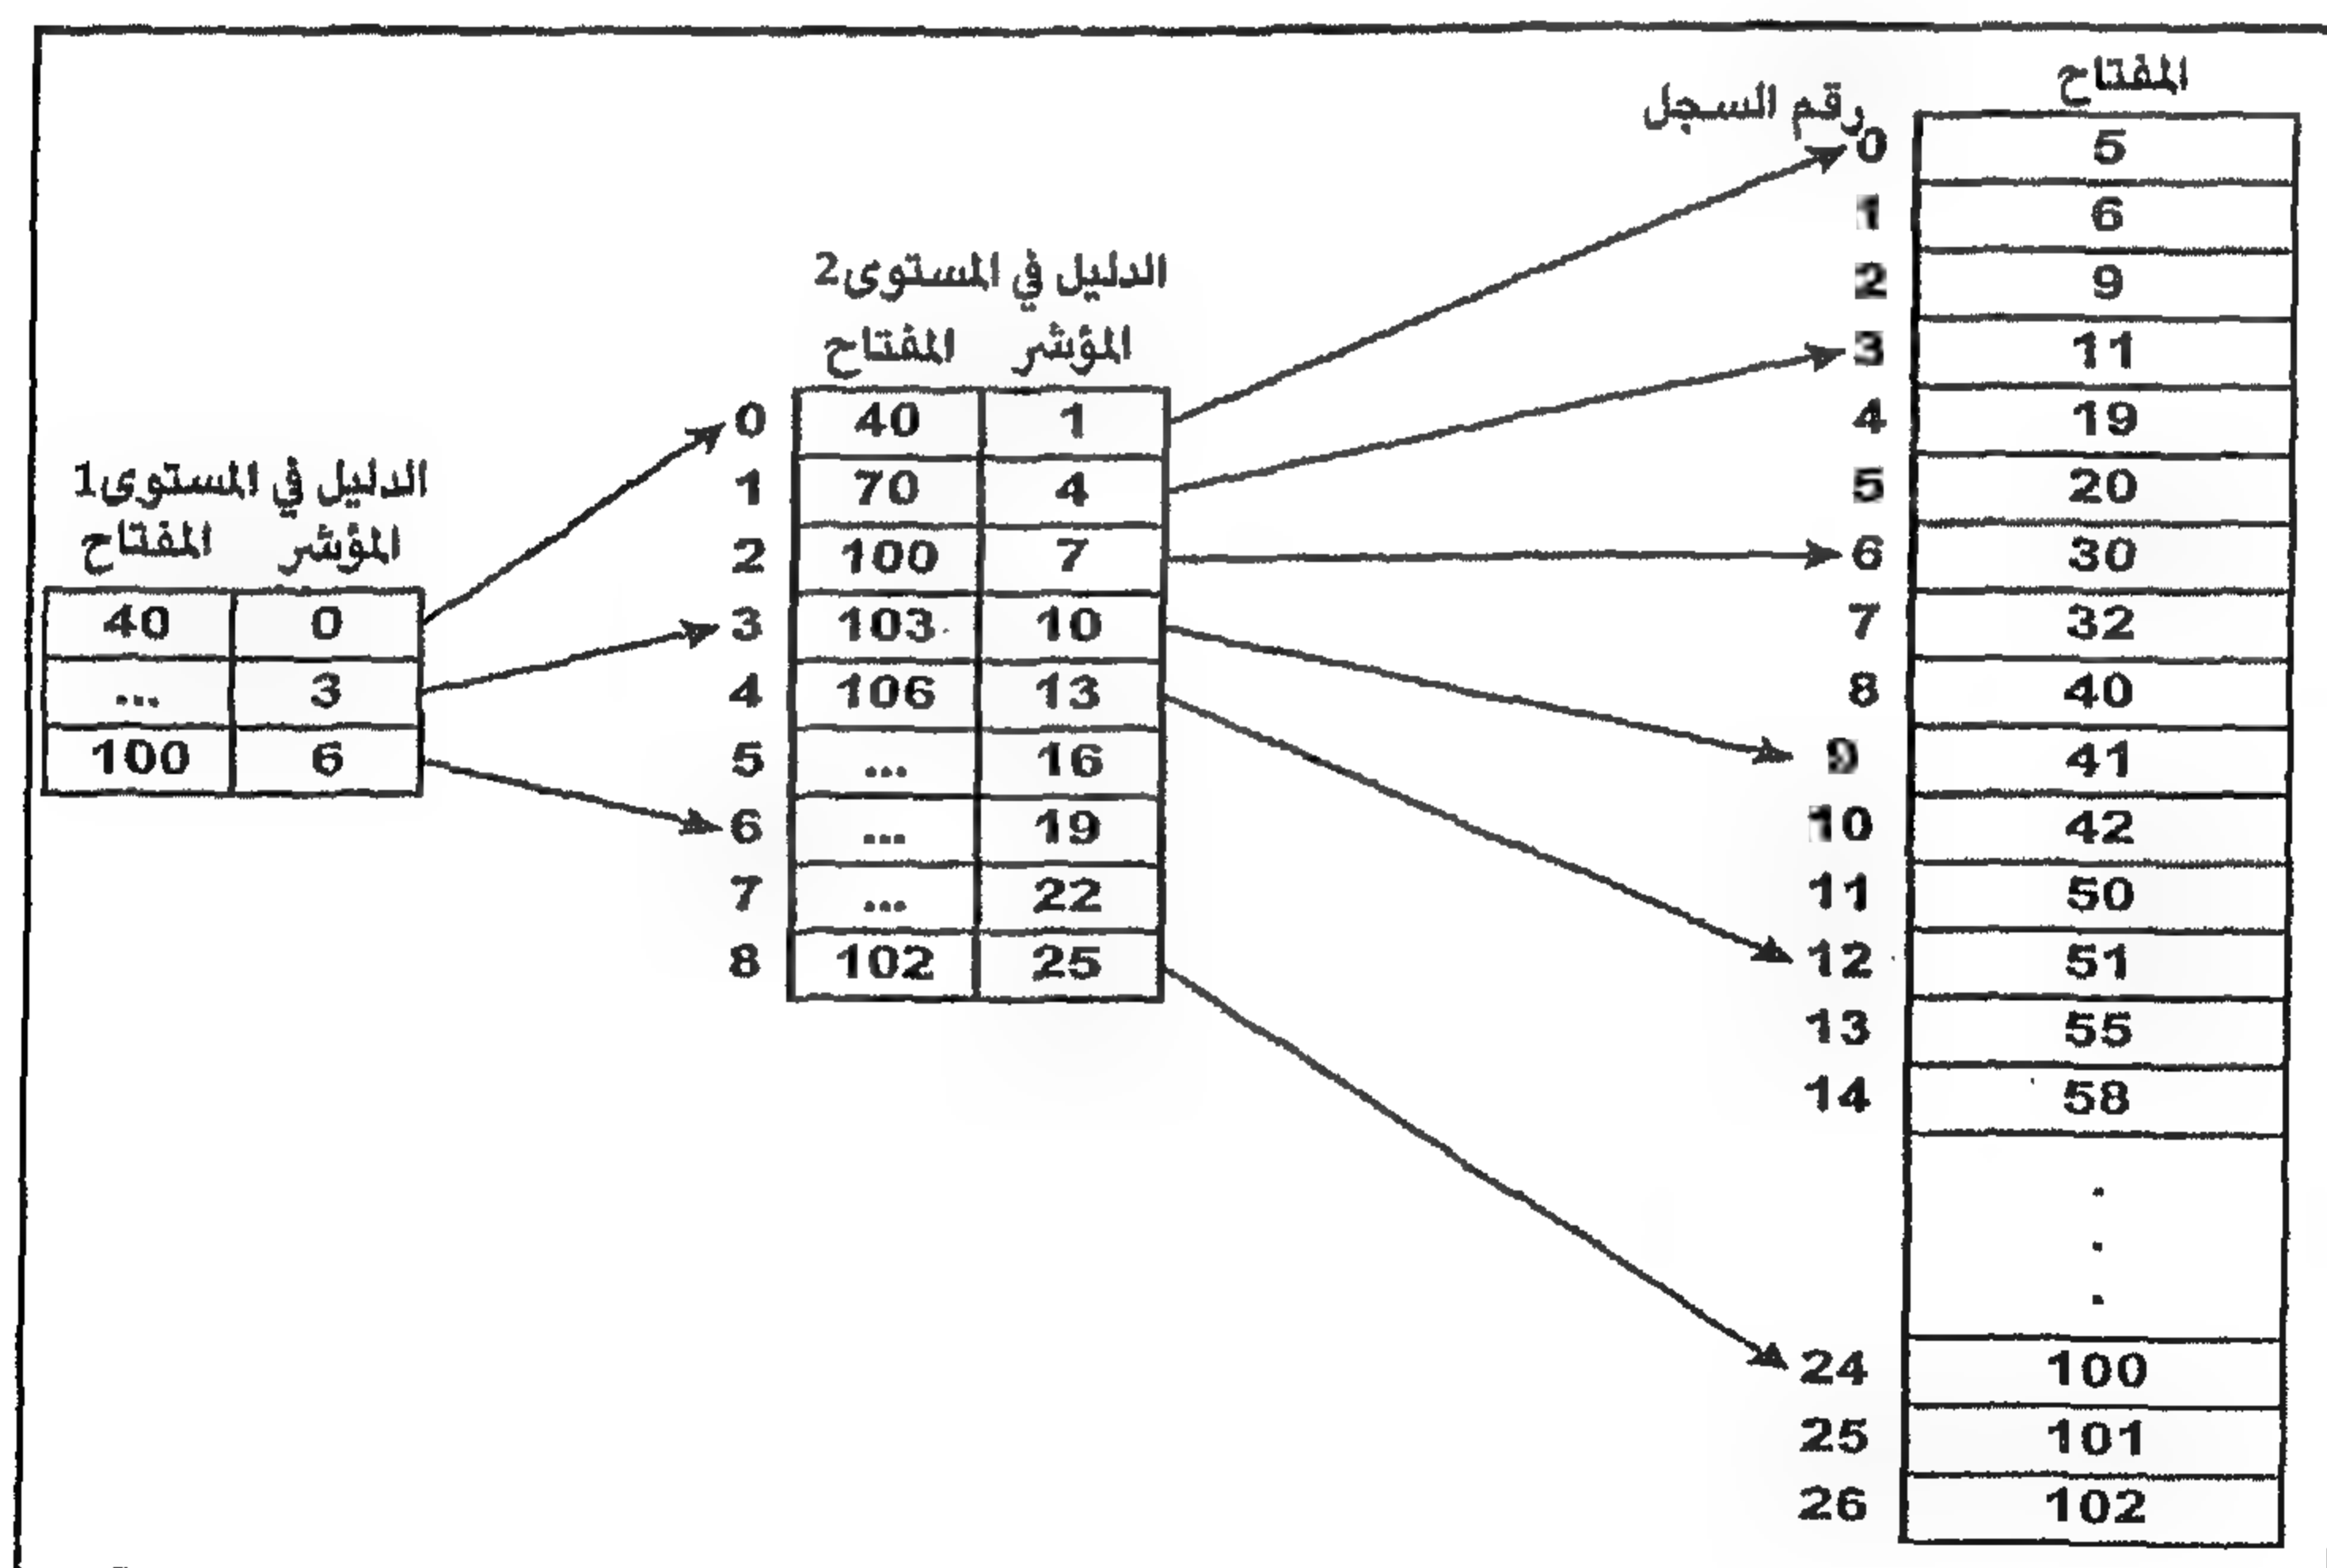 الدليل في المستوى1
المفتاح المؤشر
40 0
... 3
100 6
الدليل في المستوى2
المفتاح المؤشر
0 40 1
1 70 4
2 100 7
3 103 10
4 106 13
5 ... 16
6 ... 19
7 ... 22
8 102 25
رقم السجل المفتاح
0 5
1 6
2 9
3 11
4 19
5 20
6 30
7 32
8 40
9 41
10 42
11 50
12 51
13 55
14 58
.
.
.
24 100
25 101
26 102